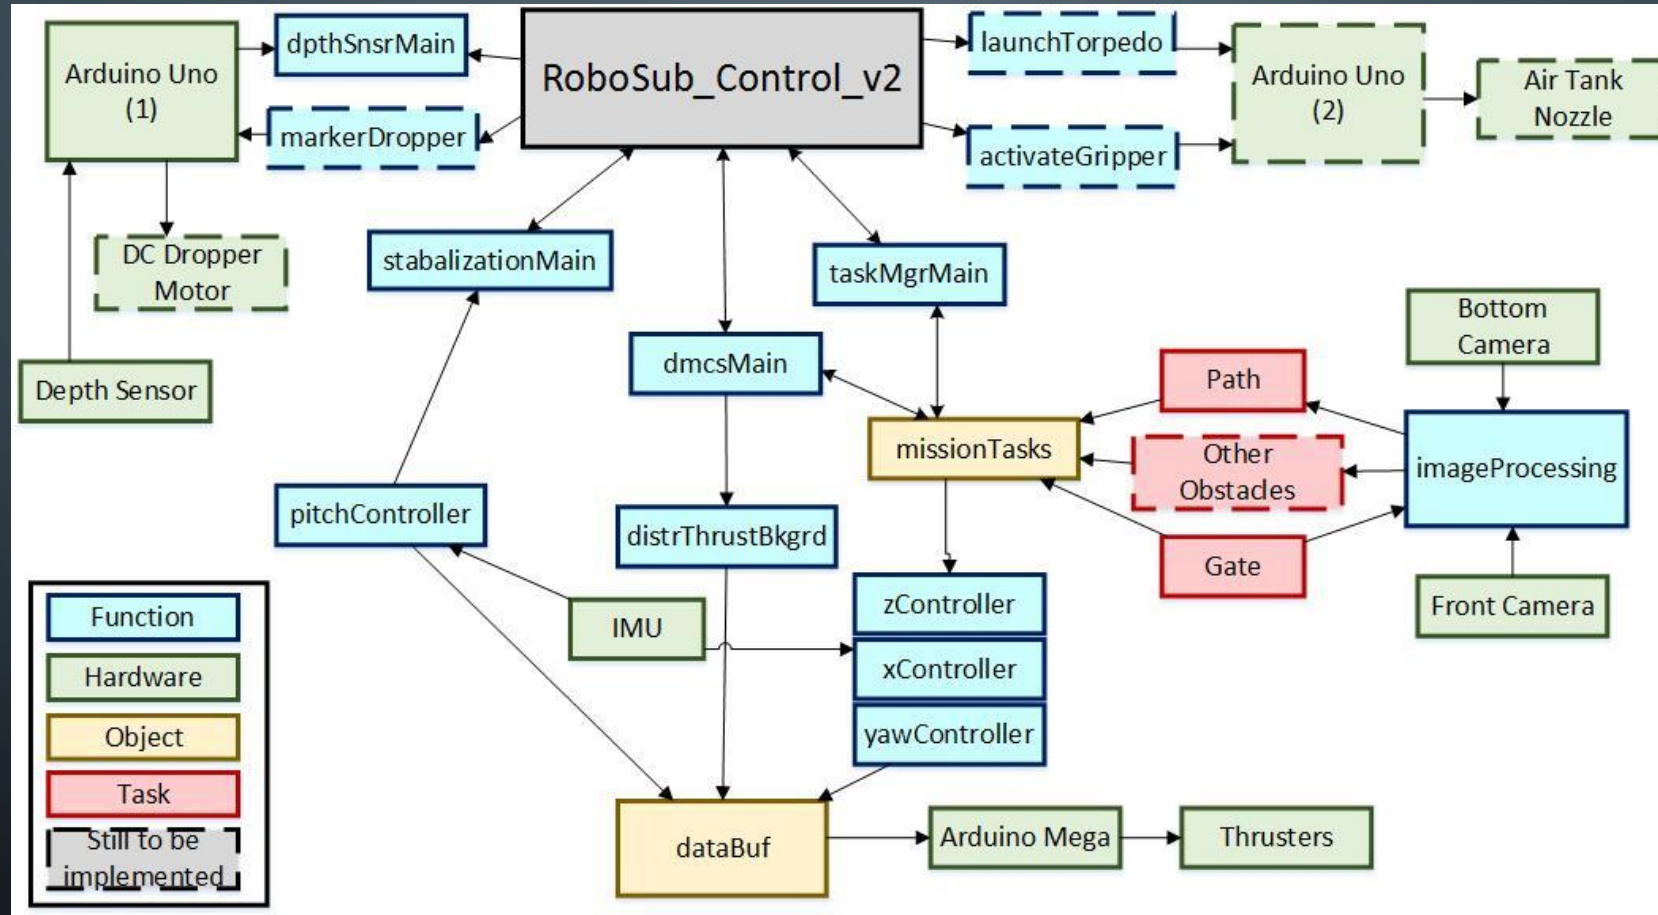 dpthSnsrMain
RoboSub_Control_v2
launchTorpedo
Arduino Uno
(1)
Arduino Uno
(2)
Air Tank
Nozzle
markerDropper
activateGripper
DC Dropper
Motor
stabalizationMain
taskMgrMain
Bottom
Camera
Depth Sensor
dmcsMain
Path
missionTasks
Other
Obstacles
imageProcessing
pitchController
distrThrustBkgrd
Gate
Front Camera
IMU
zController
xController
yawController
Function
Hardware
Object
Task
Still to be
implemented
dataBuf
Arduino Mega
Thrusters